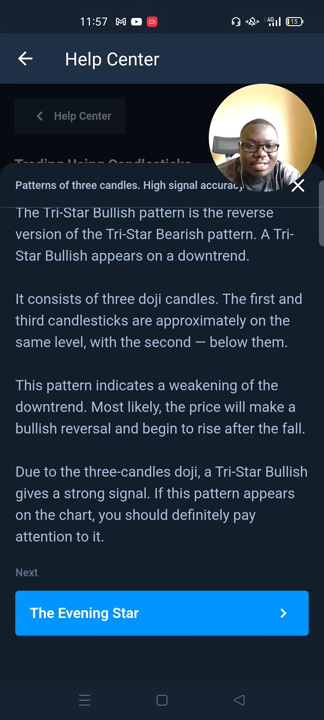 11:57
4G
13
Help Center
Help Center
Trading Using Candlesticks
Patterns of three candles. High signal accuracy
The Tri-Star Bullish pattern is the reverse
version of the Tri-Star Bearish pattern. A Tri-
Star Bullish appears on a downtrend.
It consists of three doji candles. The first and
third candlesticks are approximately on the
same level, with the second — below them.
This pattern indicates a weakening of the
downtrend. Most likely, the price will make a
bullish reversal and begin to rise after the fall.
Due to the three-candles doji, a Tri-Star Bullish
gives a strong signal. If this pattern appears
on the chart, you should definitely pay
attention to it.
Next
The Evening Star